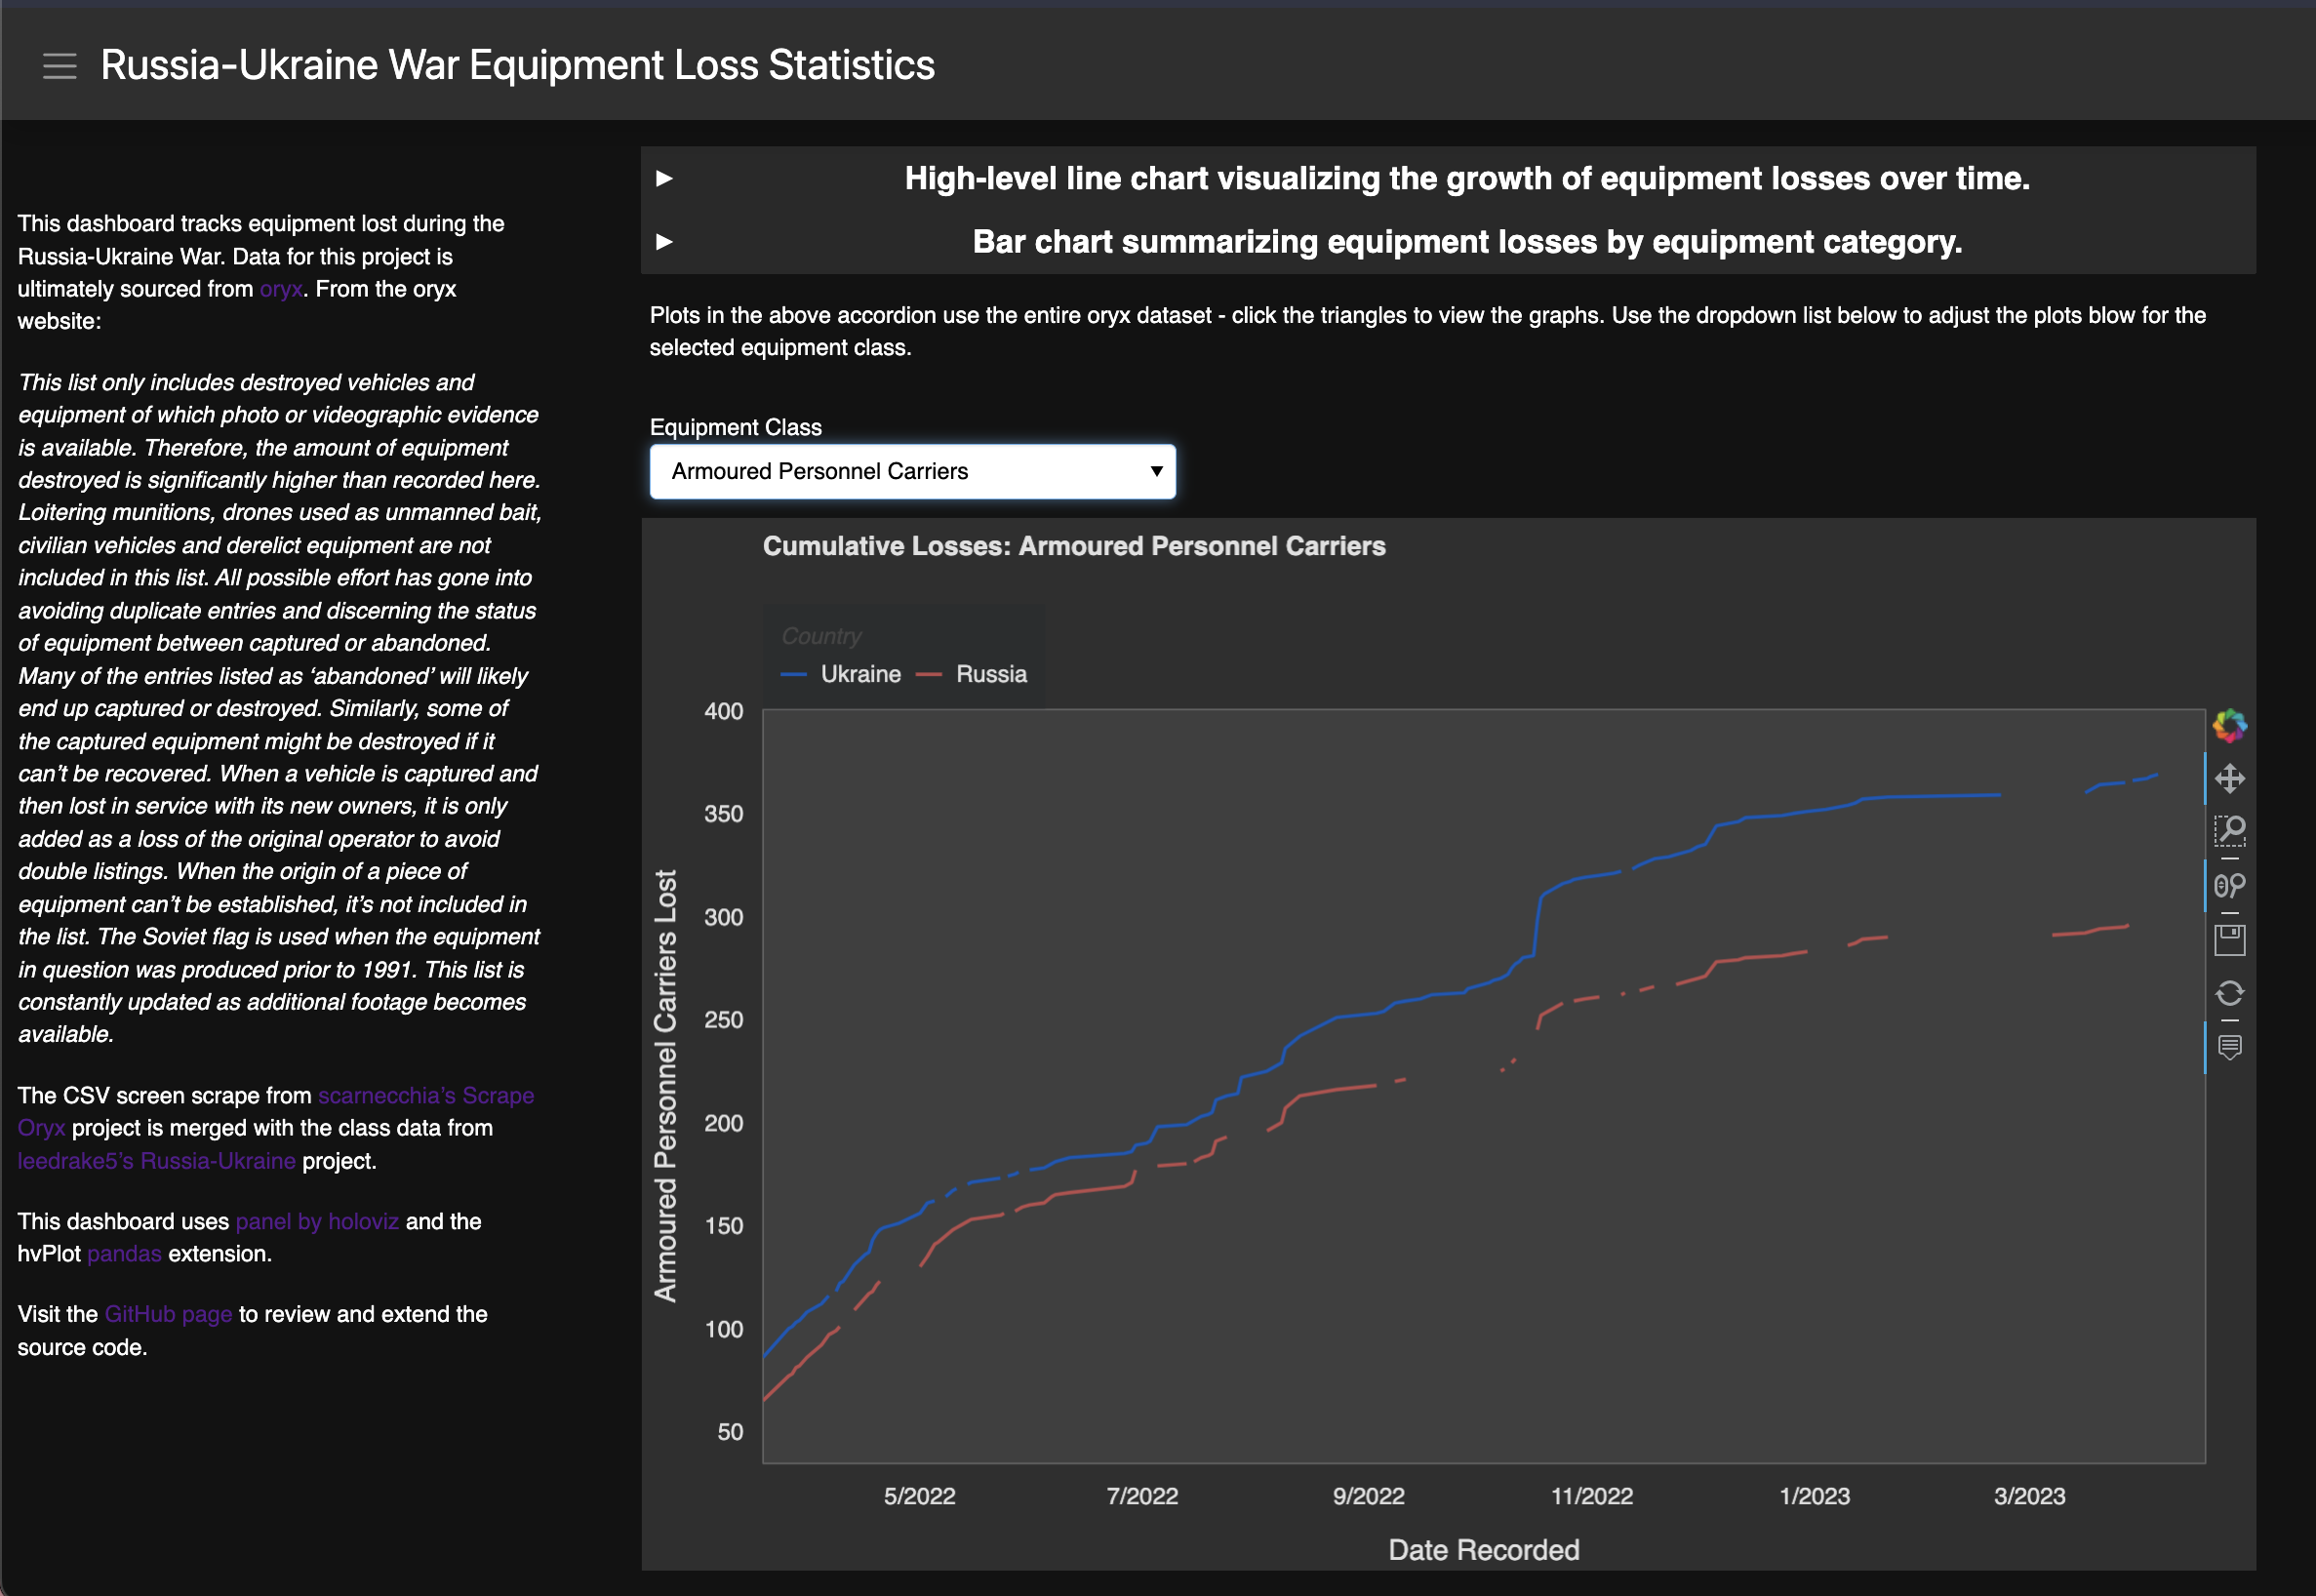 Russia-Ukraine War Equipment Loss Statistics
This dashboard tracks equipment lost during the
Russia-Ukraine War. Data for this project is
ultimately sourced from oryx. From the oryx
website:
This list only includes destroyed vehicles and
equipment of which photo or videographic evidence
is available. Therefore, the amount of equipment
destroyed is significantly higher than recorded here.
Loitering munitions, drones used as unmanned bait,
civilian vehicles and derelict equipment are not
included in this list. All possible effort has gone into
avoiding duplicate entries and discerning the status
of equipment between captured or abandoned.
Many of the entries listed as ‘abandoned’ will likely
end up captured or destroyed. Similarly, some of
the captured equipment might be destroyed if it
can’t be recovered. When a vehicle is captured and
then lost in service with its new owners, it is only
added as a loss of the original operator to avoid
double listings. When the origin of a piece of
equipment can’t be established, it’s not included in
the list. The Soviet flag is used when the equipment
in question was produced prior to 1991. This list is
constantly updated as additional footage becomes
available.
The CSV screen scrape from scarnecchia’s Scrape
Oryx project is merged with the class data from
leedrake5’s Russia-Ukraine project.
This dashboard uses panel by holoviz and the
hvPlot pandas extension.
Visit the GitHub page to review and extend the
source code.
High-level line chart visualizing the growth of equipment losses over time.
Bar chart summarizing equipment losses by equipment category.
Plots in the above accordion use the entire oryx dataset - click the triangles to view the graphs. Use the dropdown list below to adjust the plots blow for the
selected equipment class.
Equipment Class
Armoured Personnel Carriers
Cumulative Losses: Armoured Personnel Carriers
Country
Ukraine Russia
Armoured Personnel Carriers Lost
400
350
300
250
200
150
100
50
5/2022 7/2022 9/2022 11/2022 1/2023 3/2023
Date Recorded